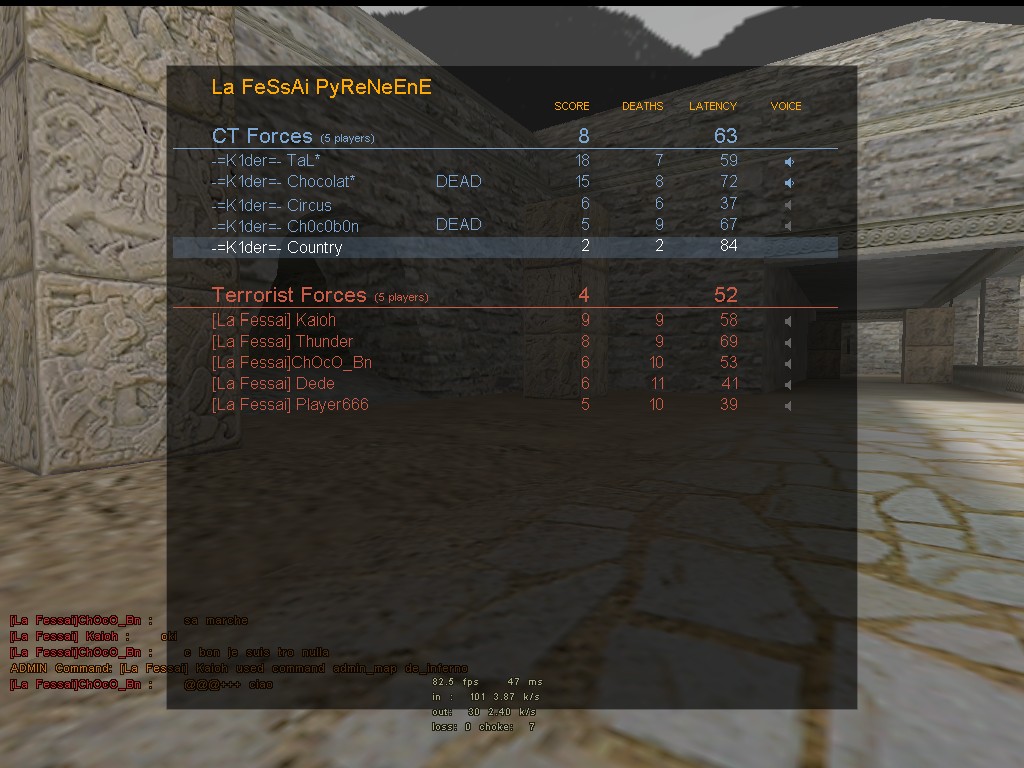 La FeSsAi PyReNeEnE
SCORE DEATHS LATENCY VOICE
CT Forces (5 players) 8 63
-=K1der=- TaL* 18 7 59
-=K1der=- Chocolat* DEAD 15 8 72
-=K1der=- Circus 6 6 37
-=K1der=- Ch0c0b0n DEAD 5 9 67
-=K1der=- Country 2 2 84
Terrorist Forces (5 players) 4 52
[La Fessai] Kaioh 9 9 58
[La Fessai] Thunder 8 9 69
[La Fessai]ChOcO_Bn 6 10 53
[La Fessai] Dede 6 11 41
[La Fessai] Player666 5 10 39
[La Fessai]ChOcO_Bn : sa marche
[La Fessai] Kaioh : oki
[La Fessai]ChOcO_Bn : c bon je suis tro nulla
ADMIN Command: [La Fessai] Kaioh used command admin_map de_inferno
[La Fessai]ChOcO_Bn : @@@+++ ciao
82.5 fps 47 ms
in : 101 3.87 k/s
out: 30 2.40 k/s
loss: 0 choke: 7